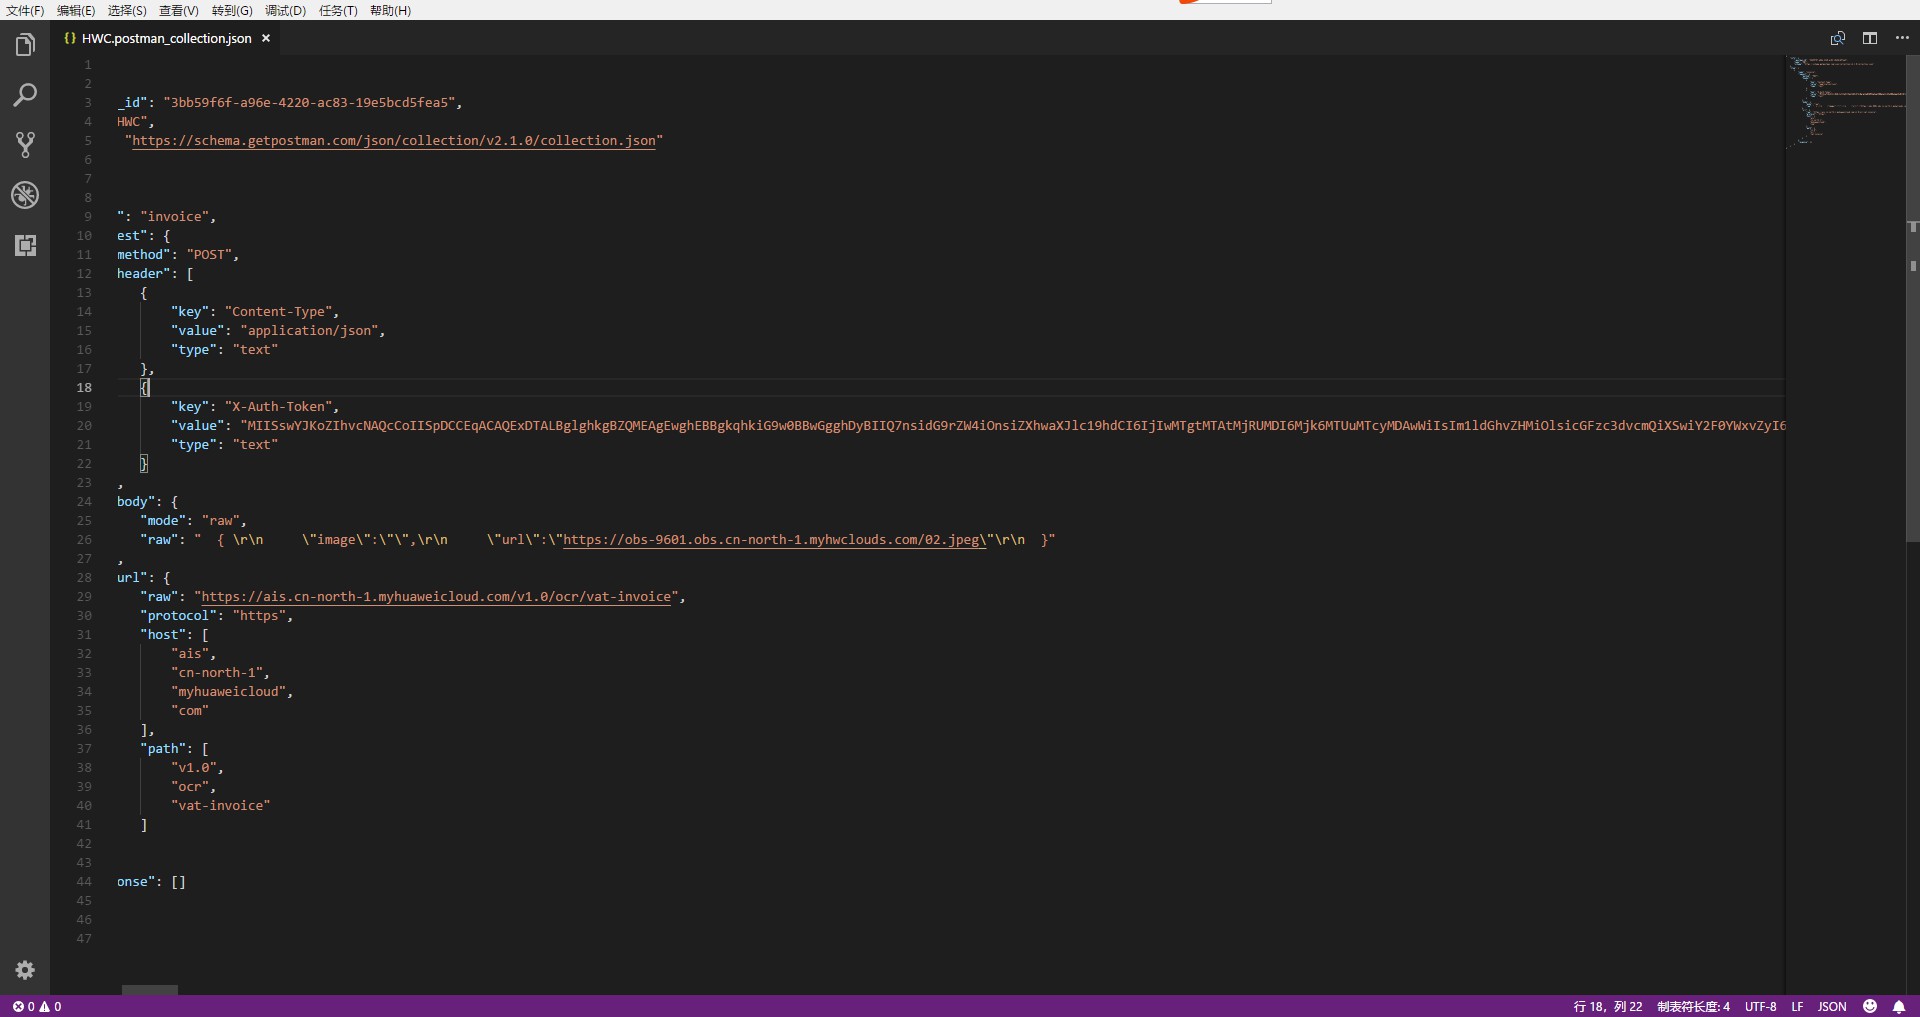 文件(F) 编辑(E) 选择(S) 查看(V) 转到(G) 调试(D) 任务(T) 帮助(H)
{} HWC.postman_collection.json ×
1
2
3 _id": "3bb59f6f-a96e-4220-ac83-19e5bcd5fea5",
4 HWC",
5 "https://schema.getpostman.com/json/collection/v2.1.0/collection.json"
6
7
8
9 ": "invoice",
10 est": {
11 method": "POST",
12 header": [
13 {
14 "key": "Content-Type",
15 "value": "application/json",
16 "type": "text"
17 },
18 {
19 "key": "X-Auth-Token",
20 "value": "MIISswYJKoZIhvcNAQcCoIISpDCCEqACAQExDTALBglghkgBZQMEAgEwghEBBgkqhkiG9w0BBwGgghDyBIIQ7nsidG9rZW4iOnsiZXhwaXJlc19hdCI6IjIwMTgtMTAtMjRUMDI6Mjk6MTUuMTcyMDAwWiIsIm1ldGhvZHMiOlsicGFzc3dvcmQiXSwiY2F0YWxvZyI6
21 "type": "text"
22 }
23 ,
24 body": {
25 "mode": "raw",
26 "raw": "  { \r\n     \"image\":\"\",\r\n     \"url\":\"https://obs-9601.obs.cn-north-1.myhwclouds.com/02.jpeg\"\r\n  }"
27 ,
28 url": {
29 "raw": "https://ais.cn-north-1.myhuaweicloud.com/v1.0/ocr/vat-invoice",
30 "protocol": "https",
31 "host": [
32 "ais",
33 "cn-north-1",
34 "myhuaweicloud",
35 "com"
36 ],
37 "path": [
38 "v1.0",
39 "ocr",
40 "vat-invoice"
41 ]
42
43
44 onse": []
45
46
47
0 0 行 18，列 22 制表符长度: 4 UTF-8 LF JSON